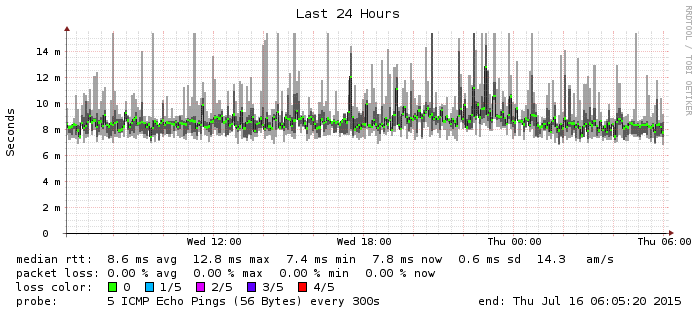 Last 24 Hours
RRDTOOL / TOBI OETIKER
Seconds
14 m
12 m
10 m
8 m
6 m
4 m
2 m
0
Wed 12:00 Wed 18:00 Thu 00:00 Thu 06:00
median rtt: 8.6 ms avg 12.8 ms max 7.4 ms min 7.8 ms now 0.6 ms sd 14.3 am/s
packet loss: 0.00 % avg 0.00 % max 0.00 % min 0.00 % now
loss color: 0 1/5 2/5 3/5 4/5
probe: 5 ICMP Echo Pings (56 Bytes) every 300s end: Thu Jul 16 06:05:20 2015